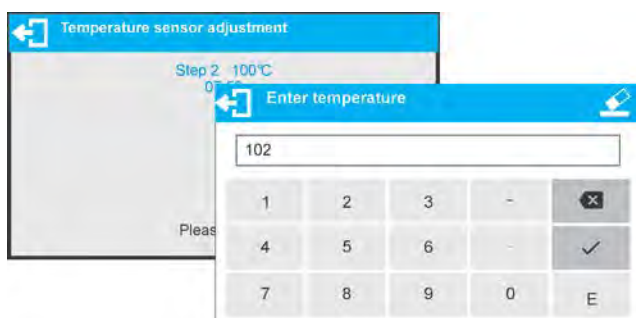 Temperature sensor adjustment
Step 2 100°C
Enter temperature
102
1 2 3 -
Pleas
4 5 6 .
7 8 9 0 E